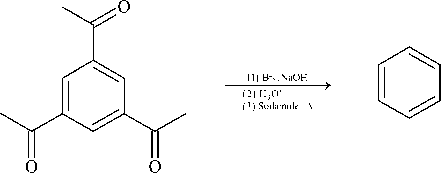 O
(1) Br₂, NaOH
(2) H₃O⁺
(3) Sodalime, Δ
O
O